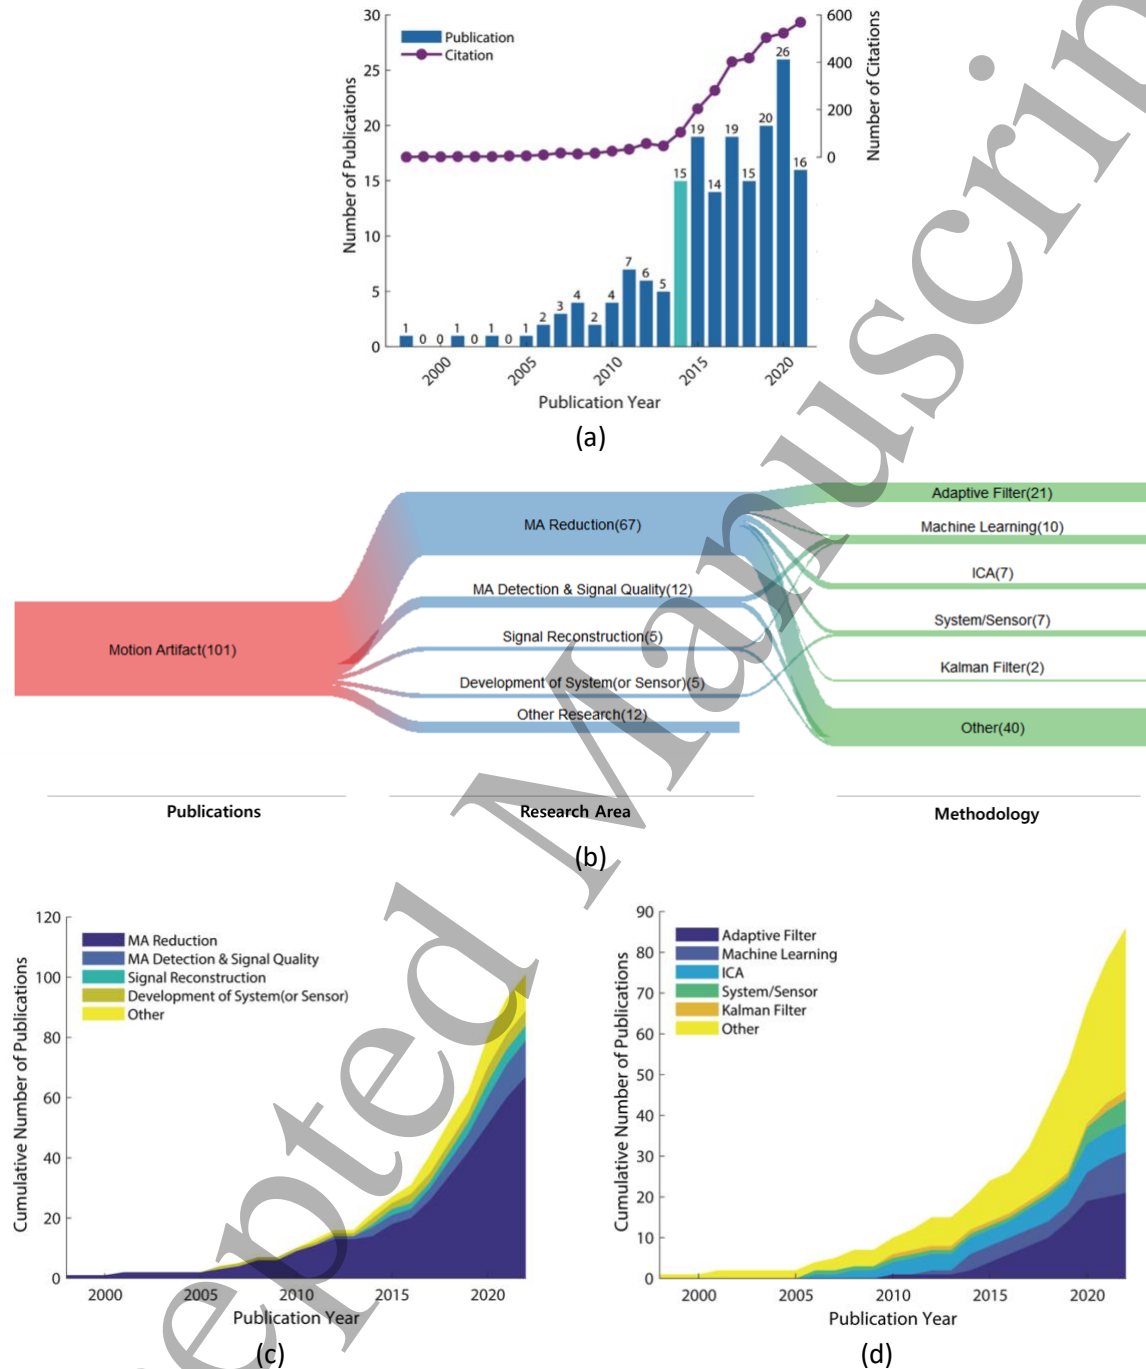 30
25
20
15
10
5
0
Number of Publications
Publication
Citation
600
400
200
0
Number of Citations
1
0
0
1
0
1
0
1
2
3
4
2
4
7
6
5
15
19
14
19
15
20
26
16
2000
2005
2010
2015
2020
Publication Year
(a)
Motion Artifact(101)
MA Reduction(67)
MA Detection & Signal Quality(12)
Signal Reconstruction(5)
Development of System(or Sensor)(5)
Other Research(12)
Adaptive Filter(21)
Machine Learning(10)
ICA(7)
System/Sensor(7)
Kalman Filter(2)
Other(40)
Publications
Research Area
Methodology
(b)
120
100
80
60
40
20
0
Cumulative Number of Publications
MA Reduction
MA Detection & Signal Quality
Signal Reconstruction
Development of System(or Sensor)
Other
2000
2005
2010
2015
2020
Publication Year
(c)
90
80
70
60
50
40
30
20
10
0
Cumulative Number of Publications
Adaptive Filter
Machine Learning
ICA
System/Sensor
Kalman Filter
Other
2000
2005
2010
2015
2020
Publication Year
(d)
epted Manuscrip